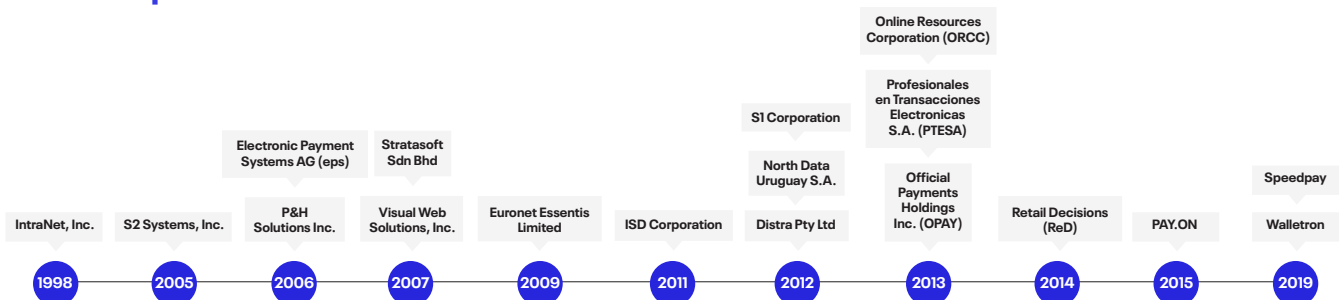 Online Resources
Corporation (ORCC)
Profesionales
en Transacciones
Electronicas
S.A. (PTESA)
S1 Corporation
Electronic Payment
Systems AG (eps)
Stratasoft
Sdn Bhd
North Data
Uruguay S.A.
Official
Payments
Holdings
Inc. (OPAY)
Speedpay
IntraNet, Inc.
S2 Systems, Inc.
P&H
Solutions Inc.
Visual Web
Solutions, Inc.
Euronet Essentis
Limited
ISD Corporation
Distra Pty Ltd
Retail Decisions
(ReD)
PAY.ON
Walletron
1998
2005
2006
2007
2009
2011
2012
2013
2014
2015
2019